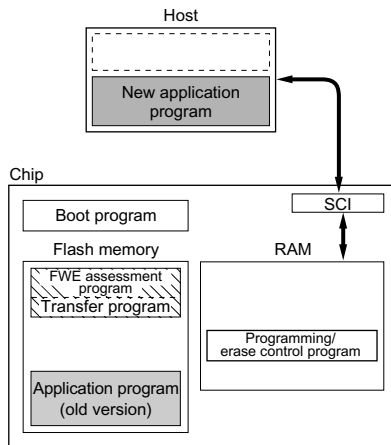 Host
New application
program
Chip
SCI
Boot program
Flash memory
RAM
FWE assessment
program
Transfer program
Programming/
erase control program
Application program
(old version)